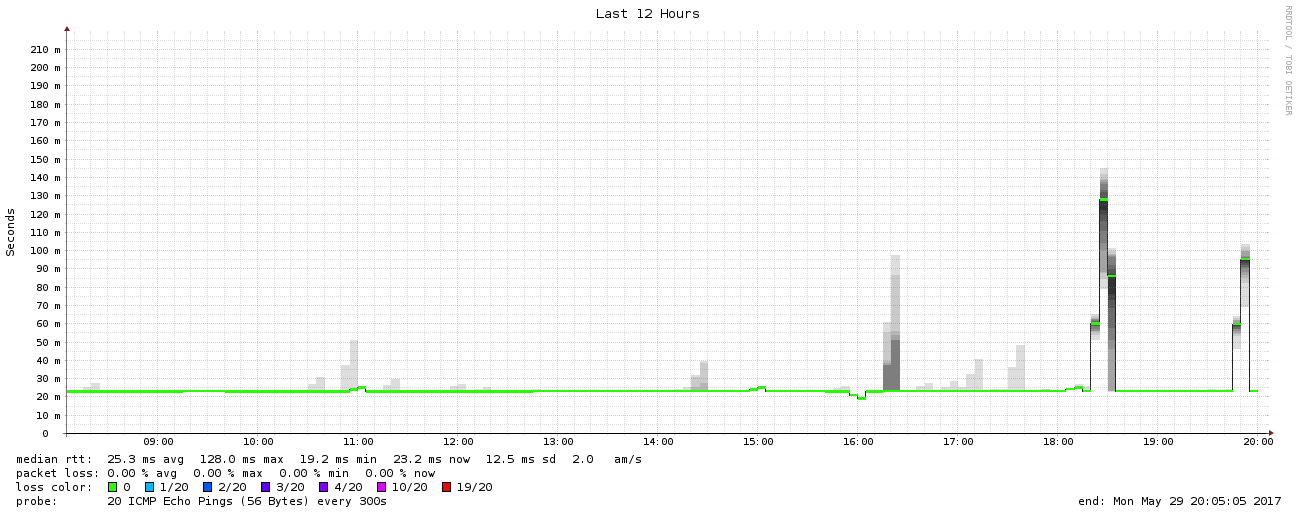 Last 12 Hours
RRDTOOL / TOBI OETIKER
Seconds
210 m
200 m
190 m
180 m
170 m
160 m
150 m
140 m
130 m
120 m
110 m
100 m
90 m
80 m
70 m
60 m
50 m
40 m
30 m
20 m
10 m
0
09:00 10:00 11:00 12:00 13:00 14:00 15:00 16:00 17:00 18:00 19:00 20:00
median rtt: 25.3 ms avg 128.0 ms max 19.2 ms min 23.2 ms now 12.5 ms sd 2.0 am/s
packet loss: 0.00 % avg 0.00 % max 0.00 % min 0.00 % now
loss color: 0 1/20 2/20 3/20 4/20 10/20 19/20
probe: 20 ICMP Echo Pings (56 Bytes) every 300s end: Mon May 29 20:05:05 2017